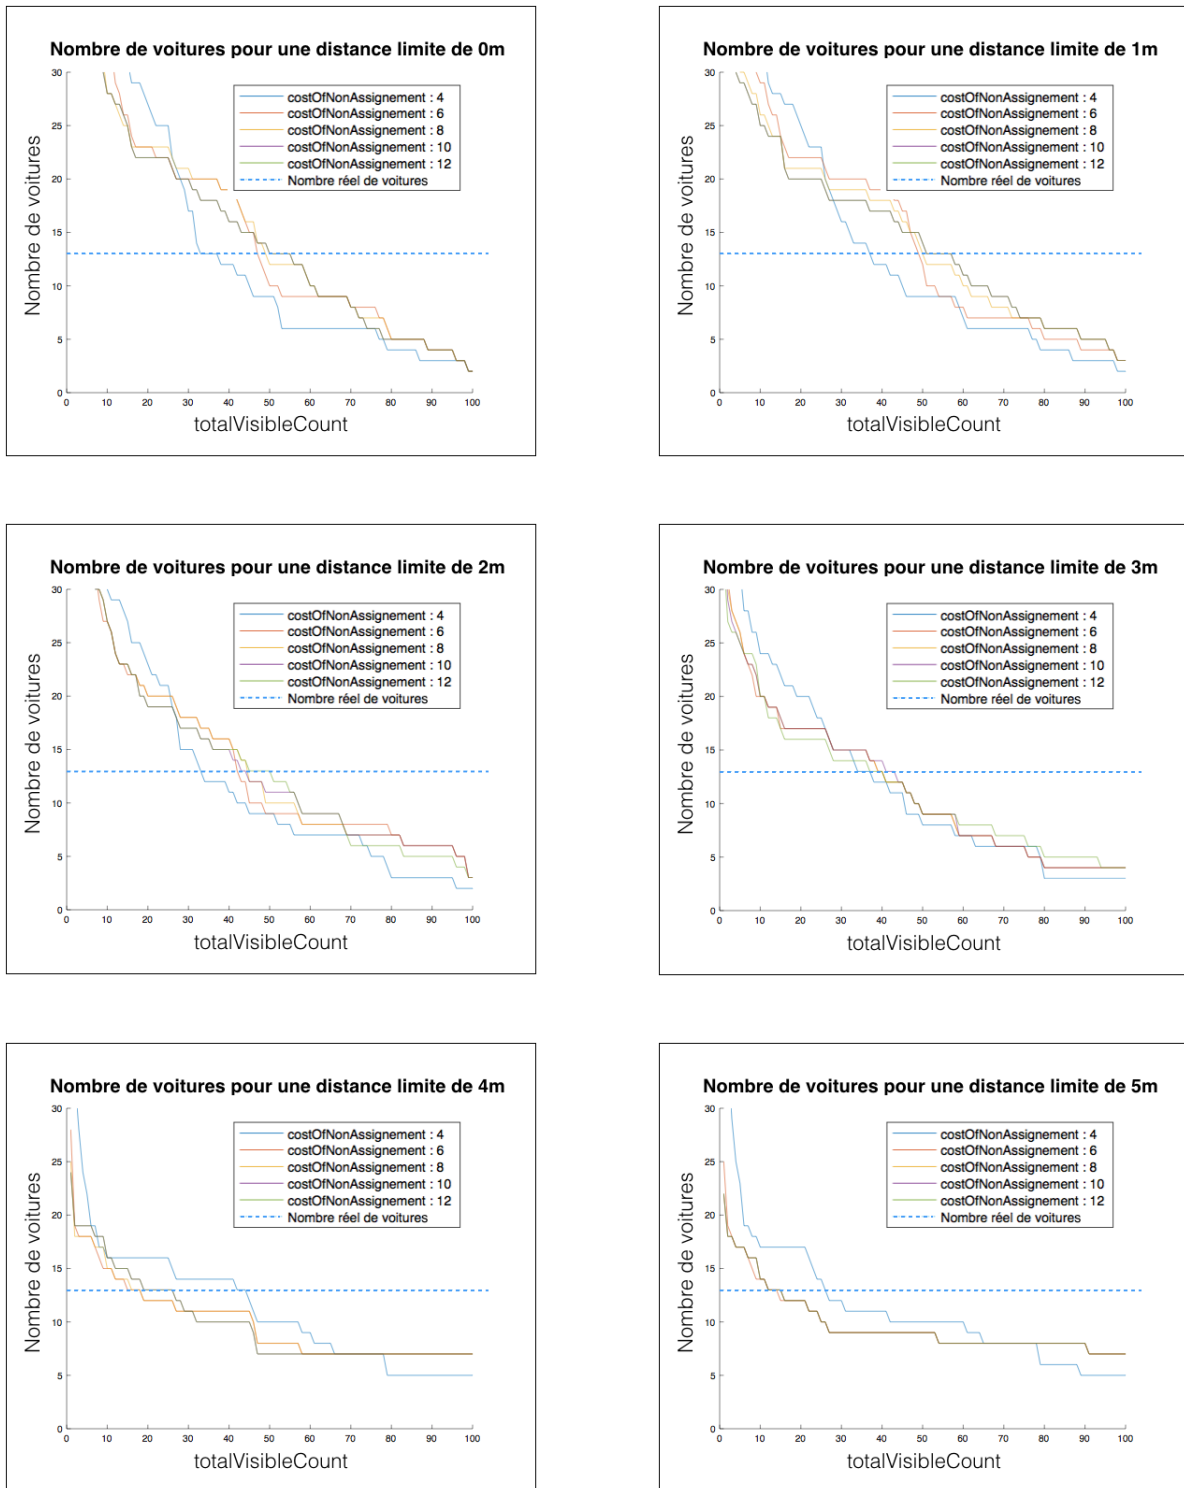 Nombre de voitures pour une distance limite de 0m
30
25
20
15
10
5
0
Nombre de voitures
costOfNonAssignement : 4
costOfNonAssignement : 6
costOfNonAssignement : 8
costOfNonAssignement : 10
costOfNonAssignement : 12
Nombre réel de voitures
0 10 20 30 40 50 60 70 80 90 100
totalVisibleCount
Nombre de voitures pour une distance limite de 1m
30
25
20
15
10
5
0
Nombre de voitures
costOfNonAssignement : 4
costOfNonAssignement : 6
costOfNonAssignement : 8
costOfNonAssignement : 10
costOfNonAssignement : 12
Nombre réel de voitures
0 10 20 30 40 50 60 70 80 90 100
totalVisibleCount
Nombre de voitures pour une distance limite de 2m
30
25
20
15
10
5
0
Nombre de voitures
costOfNonAssignement : 4
costOfNonAssignement : 6
costOfNonAssignement : 8
costOfNonAssignement : 10
costOfNonAssignement : 12
Nombre réel de voitures
0 10 20 30 40 50 60 70 80 90 100
totalVisibleCount
Nombre de voitures pour une distance limite de 3m
30
25
20
15
10
5
0
Nombre de voitures
costOfNonAssignement : 4
costOfNonAssignement : 6
costOfNonAssignement : 8
costOfNonAssignement : 10
costOfNonAssignement : 12
Nombre réel de voitures
0 10 20 30 40 50 60 70 80 90 100
totalVisibleCount
Nombre de voitures pour une distance limite de 4m
30
25
20
15
10
5
0
Nombre de voitures
costOfNonAssignement : 4
costOfNonAssignement : 6
costOfNonAssignement : 8
costOfNonAssignement : 10
costOfNonAssignement : 12
Nombre réel de voitures
0 10 20 30 40 50 60 70 80 90 100
totalVisibleCount
Nombre de voitures pour une distance limite de 5m
30
25
20
15
10
5
0
Nombre de voitures
costOfNonAssignement : 4
costOfNonAssignement : 6
costOfNonAssignement : 8
costOfNonAssignement : 10
costOfNonAssignement : 12
Nombre réel de voitures
0 10 20 30 40 50 60 70 80 90 100
totalVisibleCount